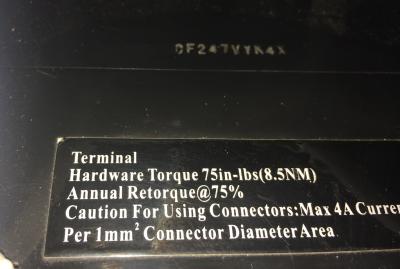 Terminal
Hardware Torque 75in-lbs(8.5NM)
Annual Retorque@75%
Caution For Using Connectors:Max 4A Curren
Per 1mm² Connector Diameter Area